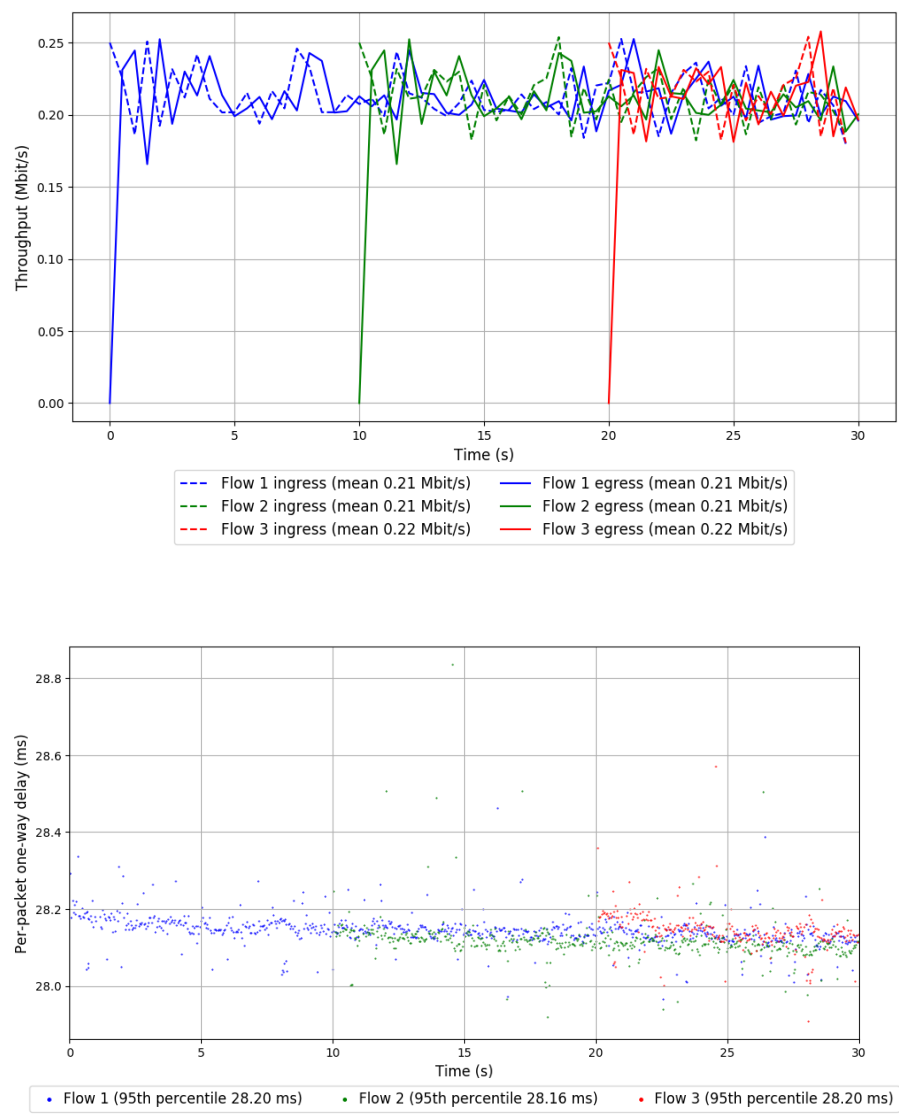 0.25
0.20
0.15
0.10
0.05
0.00
Throughput (Mbit/s)
0 5 10 15 20 25 30
Time (s)
Flow 1 ingress (mean 0.21 Mbit/s) Flow 1 egress (mean 0.21 Mbit/s)
Flow 2 ingress (mean 0.21 Mbit/s) Flow 2 egress (mean 0.21 Mbit/s)
Flow 3 ingress (mean 0.22 Mbit/s) Flow 3 egress (mean 0.22 Mbit/s)
28.8
28.6
28.4
28.2
28.0
Per-packet one-way delay (ms)
0 5 10 15 20 25 30
Time (s)
Flow 1 (95th percentile 28.20 ms) Flow 2 (95th percentile 28.16 ms) Flow 3 (95th percentile 28.20 ms)